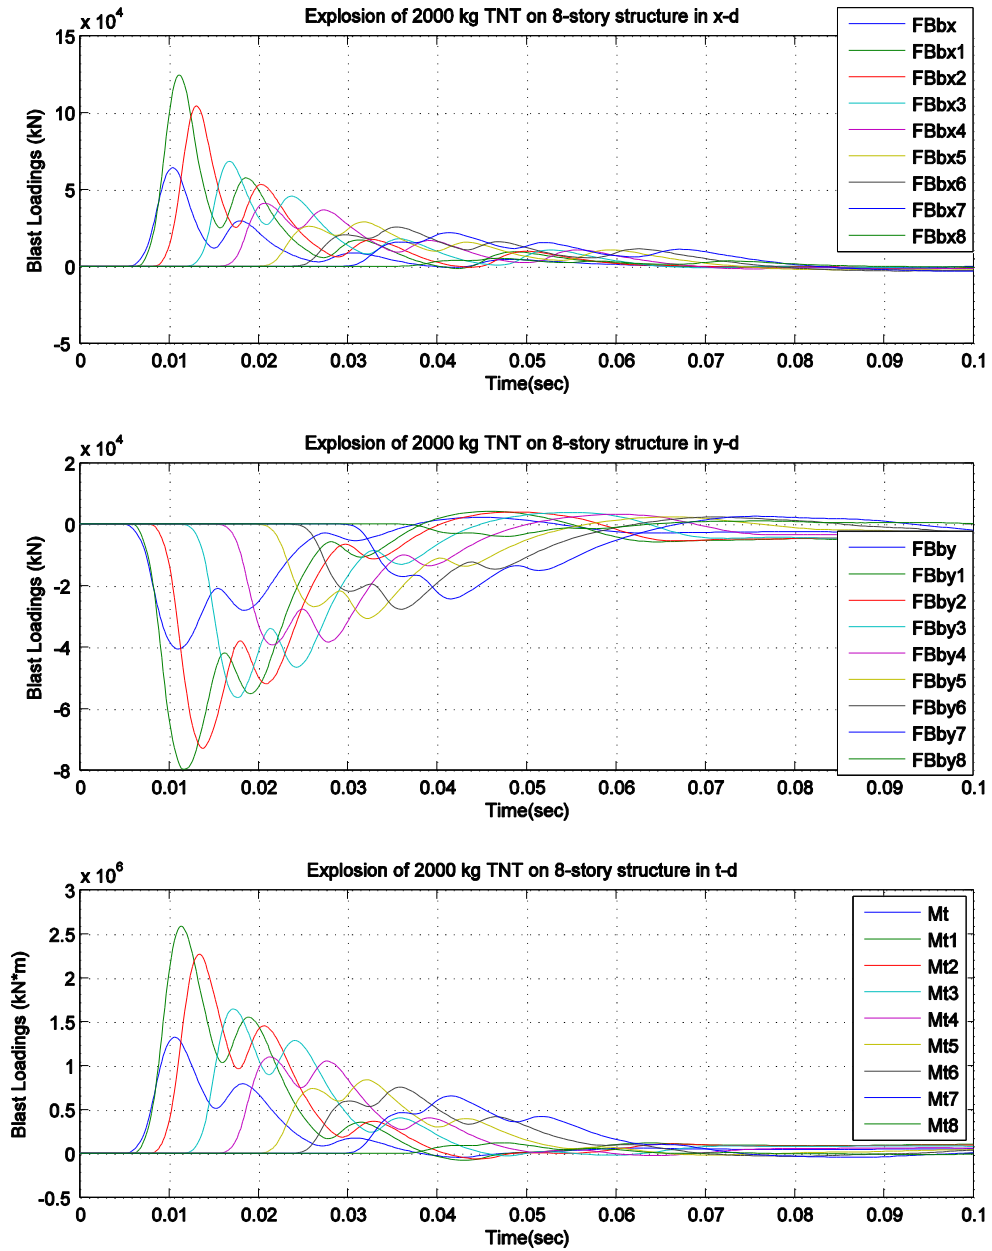 Explosion of 2000 kg TNT on 8-story structure in x-d
x 10^4
15
10
5
0
-5
Blast Loadings (kN)
0 0.01 0.02 0.03 0.04 0.05 0.06 0.07 0.08 0.09 0.1
Time(sec)
FBbx
FBbx1
FBbx2
FBbx3
FBbx4
FBbx5
FBbx6
FBbx7
FBbx8
Explosion of 2000 kg TNT on 8-story structure in y-d
x 10^4
2
0
-2
-4
-6
-8
Blast Loadings (kN)
0 0.01 0.02 0.03 0.04 0.05 0.06 0.07 0.08 0.09 0.1
Time(sec)
FBby
FBby1
FBby2
FBby3
FBby4
FBby5
FBby6
FBby7
FBby8
Explosion of 2000 kg TNT on 8-story structure in t-d
x 10^6
3
2.5
2
1.5
1
0.5
0
-0.5
Blast Loadings (kN*m)
0 0.01 0.02 0.03 0.04 0.05 0.06 0.07 0.08 0.09 0.1
Time(sec)
Mt
Mt1
Mt2
Mt3
Mt4
Mt5
Mt6
Mt7
Mt8